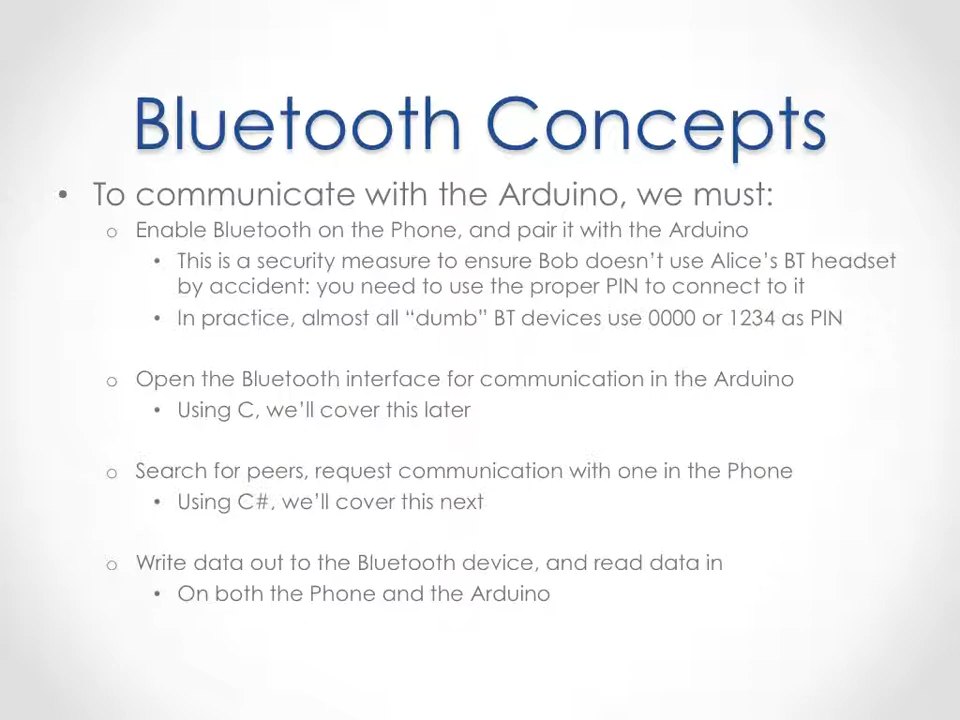 Bluetooth Concepts
• To communicate with the Arduino, we must:
o Enable Bluetooth on the Phone, and pair it with the Arduino
• This is a security measure to ensure Bob doesn't use Alice's BT headset
by accident: you need to use the proper PIN to connect to it
• In practice, almost all “dumb” BT devices use 0000 or 1234 as PIN
o Open the Bluetooth interface for communication in the Arduino
• Using C, we'll cover this later
o Search for peers, request communication with one in the Phone
• Using C#, we'll cover this next
o Write data out to the Bluetooth device, and read data in
• On both the Phone and the Arduino